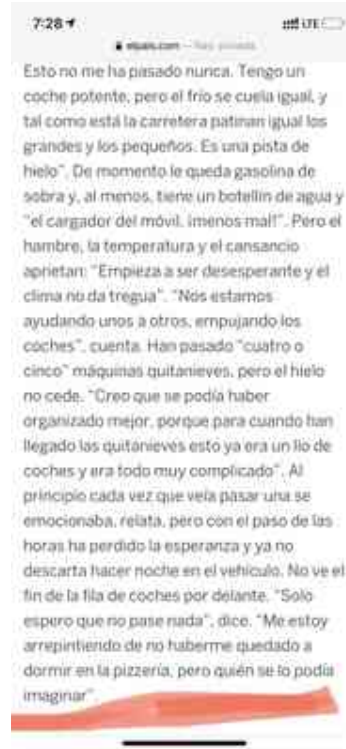 7:28
LTE
elpais.com
Esto no me ha pasado nunca. Tengo un
coche potente, pero el frío se cuela igual, y
tal como está la carretera patinan igual los
grandes y los pequeños. Es una pista de
hielo". De momento le queda gasolina de
sobra y, al menos, tiene un botellín de agua y
"el cargador del móvil, ¡menos mal!". Pero el
hambre, la temperatura y el cansancio
aprietan: "Empieza a ser desesperante y el
clima no da tregua". "Nos estamos
ayudando unos a otros, empujando los
coches", cuenta. Han pasado "cuatro o
cinco" máquinas quitanieves, pero el hielo
no cede. "Creo que se podía haber
organizado mejor, porque para cuando han
llegado las quitanieves esto ya era un lío de
coches y era todo muy complicado". Al
principio cada vez que veía pasar una se
emocionaba, relata, pero con el paso de las
horas ha perdido la esperanza y ya no
descarta hacer noche en el vehículo. No ve el
fin de la fila de coches por delante. "Solo
espero que no pase nada", dice. "Me estoy
arrepintiendo de no haberme quedado a
dormir en la pizzería, pero quién se lo podía
imaginar".